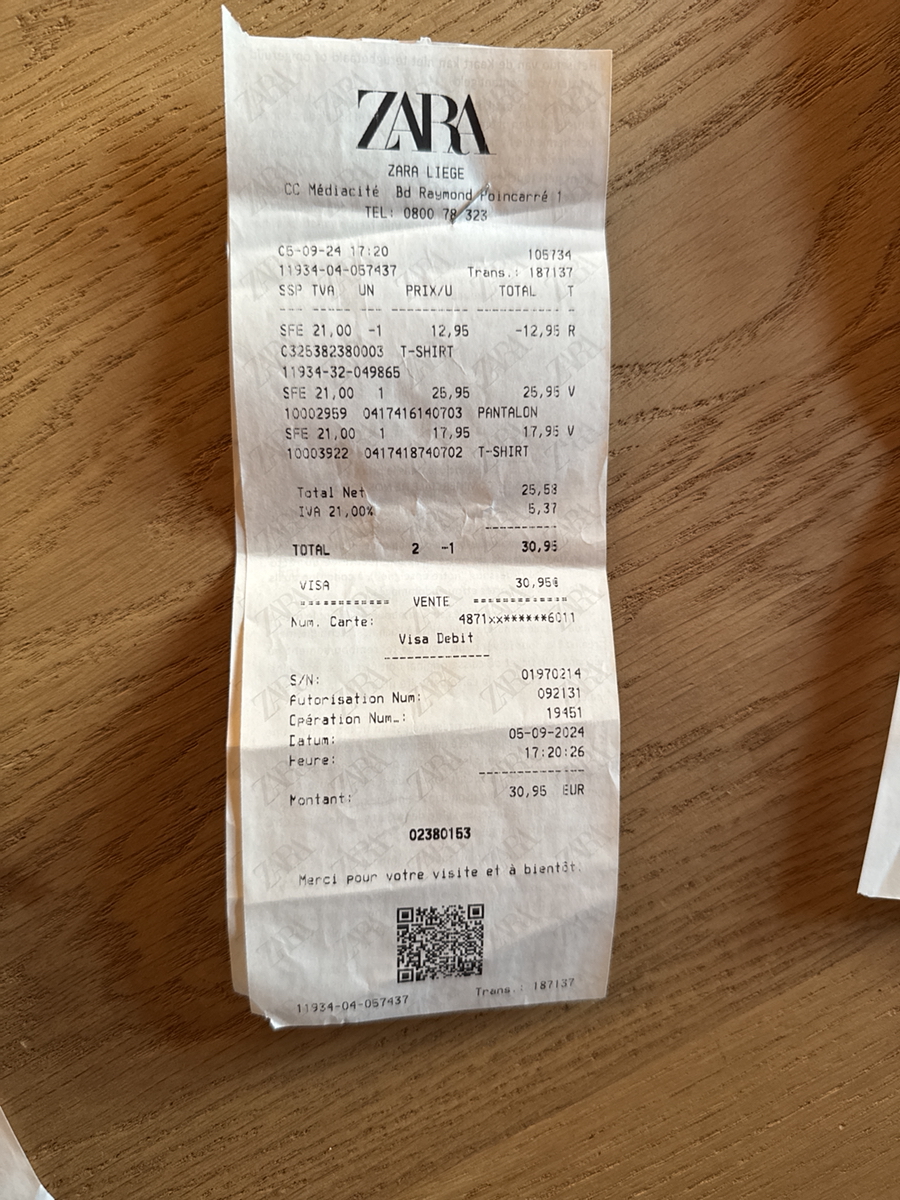 ZARA
ZARA LIEGE
CC Médiacité Bd Raymond Poincarré 1
TEL: 0800 78 323
05-09-24 17:20 105734
11934-04-057437 Trans.: 187137
SSP TVA UN PRIX/U TOTAL T
SFE 21,00 -1 12,95 -12,95 R
C325382380003 T-SHIRT
11934-32-049865
SFE 21,00 1 25,95 25,95 V
10002959 0417416140703 PANTALON
SFE 21,00 1 17,95 17,95 V
10003922 0417418740702 T-SHIRT
Total Net 25,58
IVA 21,00% 5,37
TOTAL 2 -1 30,95
VISA 30,95€
============ VENTE ============
Num. Carte: 4871xx******6011
Visa Debit
S/N: 01970214
Autorisation Num: 092131
Opération Num.: 19451
Datum: 05-09-2024
Heure: 17:20:26
Montant: 30,95 EUR
02380153
Merci pour votre visite et à bientôt.
11934-04-057437 Trans.: 187137